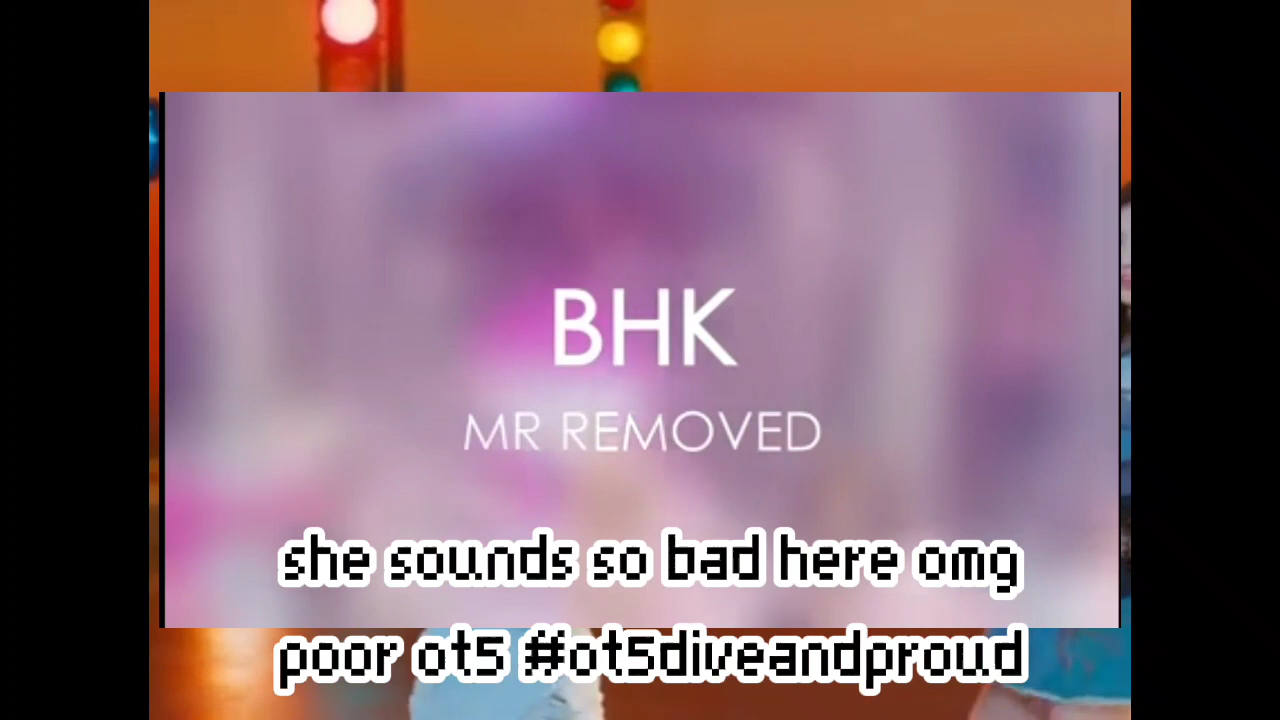 BHK
MR REMOVED
she sounds so bad here omg
poor ot5 #ot5diveandproud